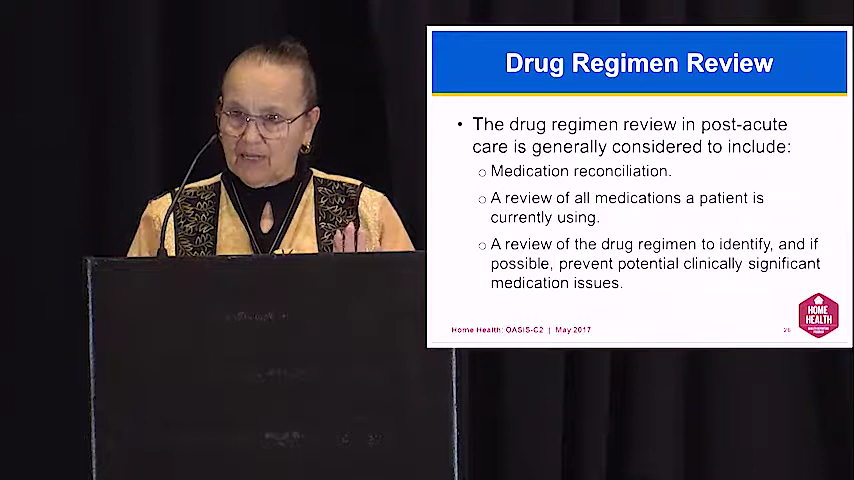 Drug Regimen Review
• The drug regimen review in post-acute
care is generally considered to include:
○ Medication reconciliation.
○ A review of all medications a patient is
currently using.
○ A review of the drug regimen to identify, and if
possible, prevent potential clinically significant
medication issues.
HOME
HEALTH
Home Health: OASIS-C2 | May 2017
26